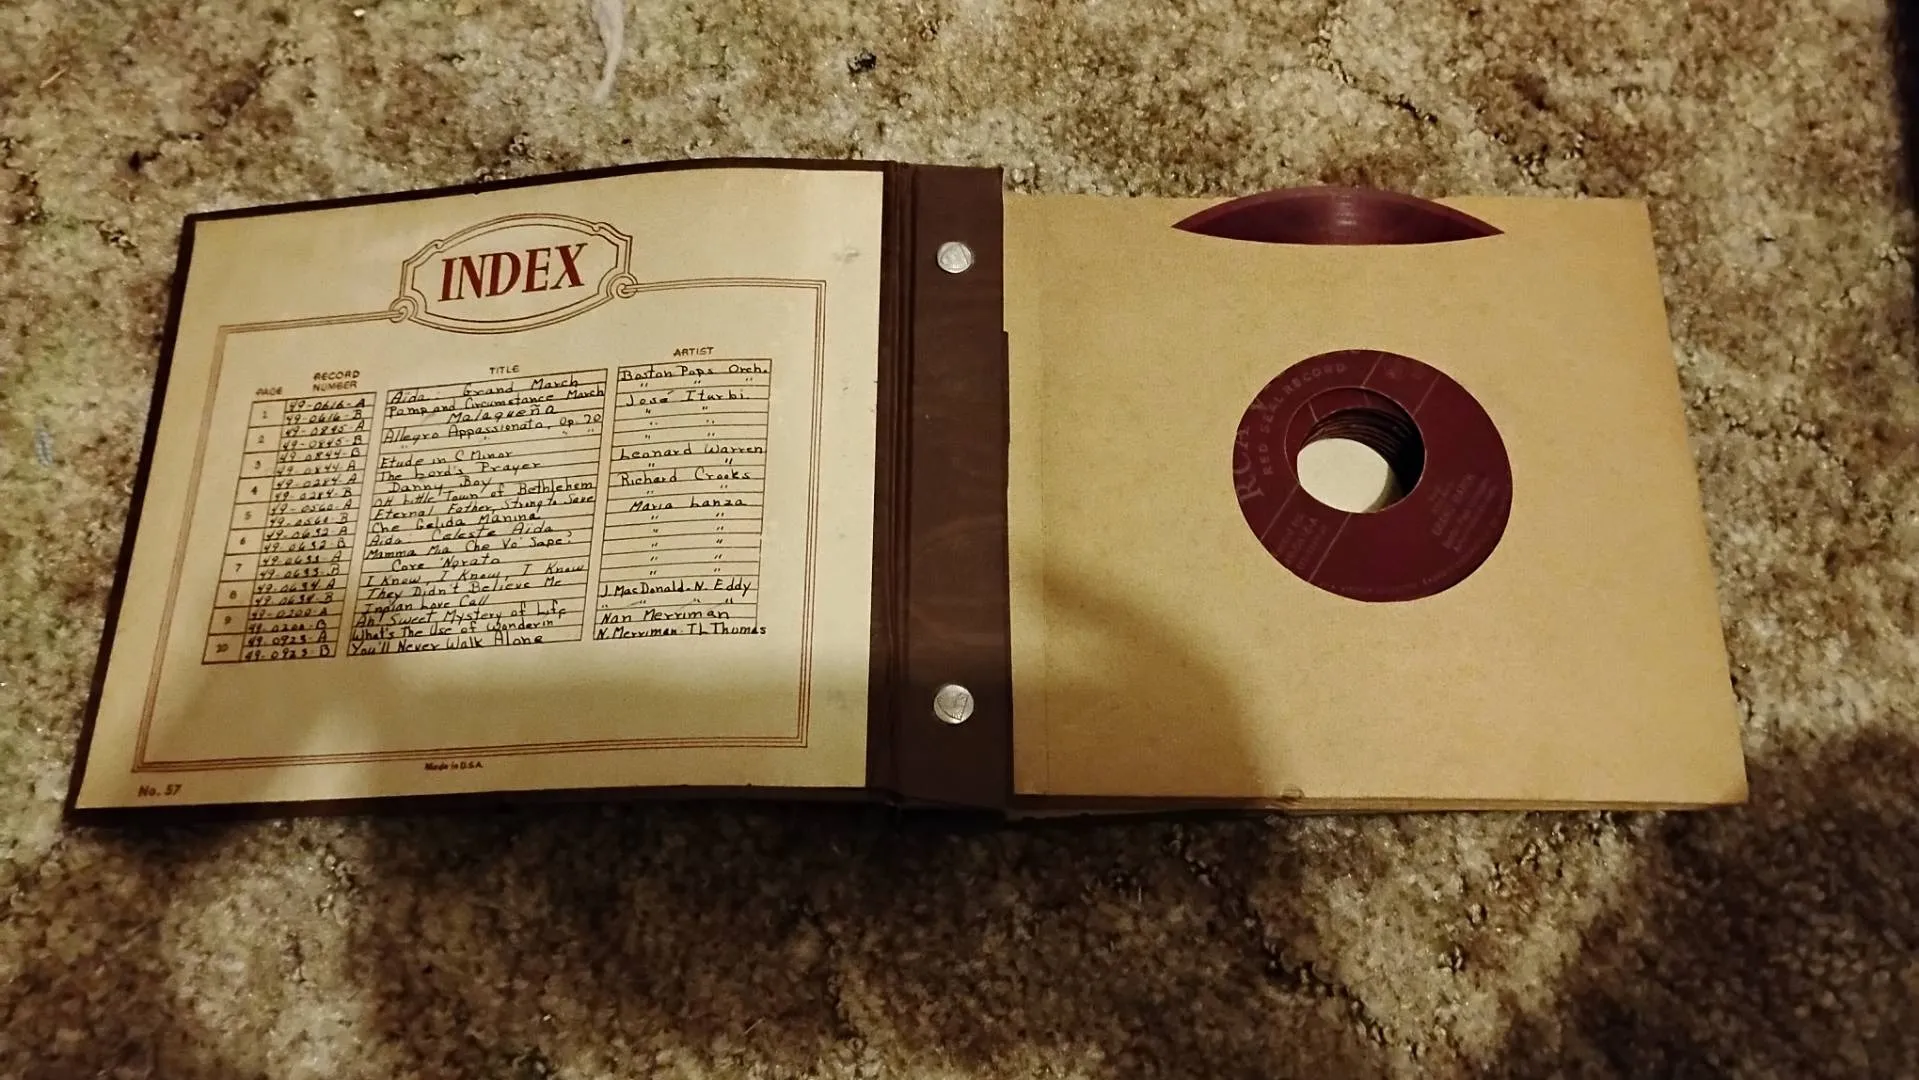 INDEX
PAGE RECORD NUMBER TITLE ARTIST
1 49-0616-A Aida: Grand March Boston Pops Orch.
49-0616-B Pomp and Circumstance March " " "
2 49-0845-A Malagueña José Iturbi
49-0845-B Allegro Appassionato, Op. 70 " "
3 49-0844-B " " " " "
49-0844-A Etude in C Minor " "
4 49-0284-A The Lord's Prayer Leonard Warren
49-0284-B Danny Boy " "
5 49-0560-A Oh Little Town of Bethlehem Richard Crooks
49-0560-B Eternal Father, Strong to Save " "
6 49-0632-A Che Gelida Manina Maria Lanza
49-0632-B Aida: Celeste Aida " "
7 49-0633-A Mamma Mia Che Vo' Sape? " "
49-0633-B Core 'Ngrato " "
8 49-0634-A I Know, I Know, I Know " "
49-0634-B They Didn't Believe Me " "
9 49-0200-A Indian Love Call J. MacDonald-N. Eddy
49-0200-B Ah! Sweet Mystery of Life " " "
10 49-0923-A What's The Use of Wonderin' Nan Merriman
49-0923-B You'll Never Walk Alone N. Merriman-T.L. Thomas
Made in U.S.A.
No. 57
RCA
RED SEAL RECORD
GRAND MARCH